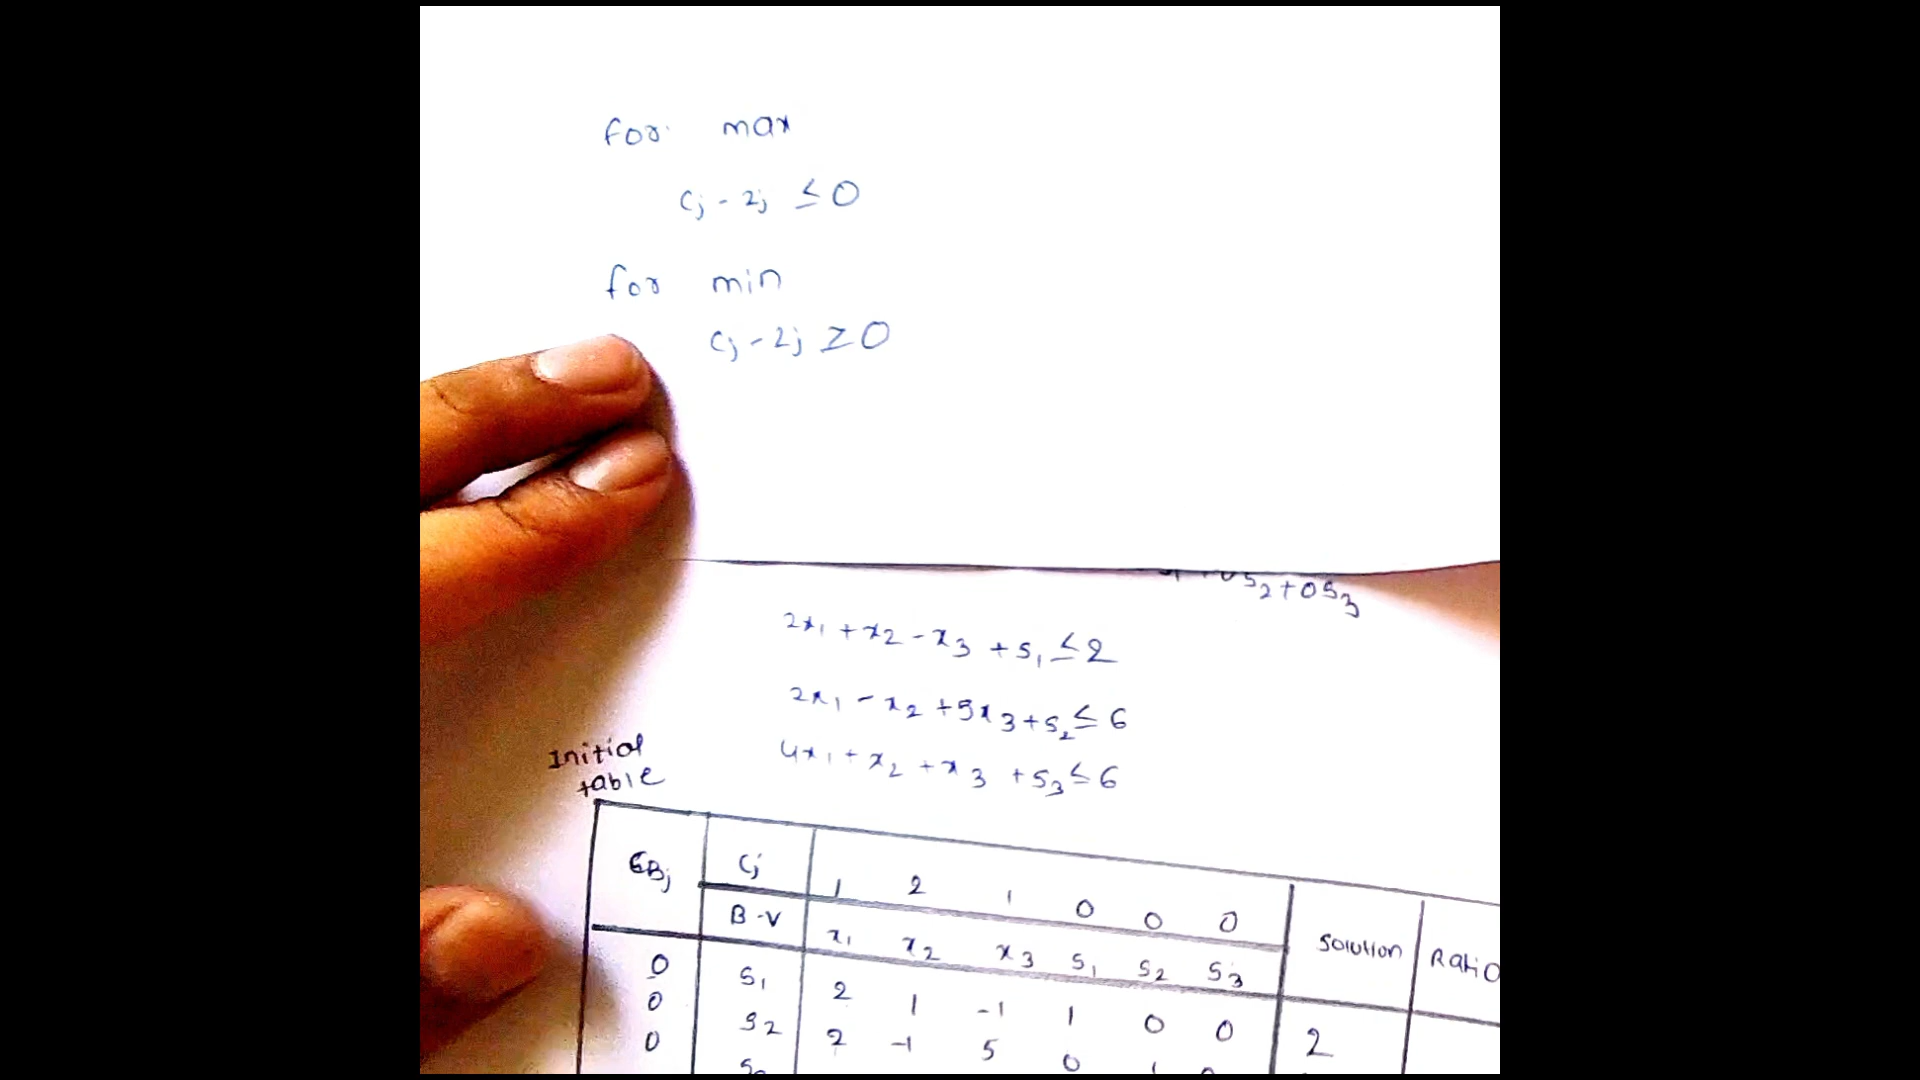 for max
Cj - Zj ≤ 0
for min
Cj - Zj ≥ 0
S2 + 0S3
2x1 + x2 - x3 + S1 ≤ 2
2x1 - x2 + 5x3 + S2 ≤ 6
4x1 + x2 + x3 + S3 ≤ 6
Initial
table
CBj Cj 1 2 1 0 0 0 Solution Ratio
B-V x1 x2 x3 S1 S2 S3
0 S1 2 1 -1 1 0 0 2
0 S2 2 -1 5 0 1
0